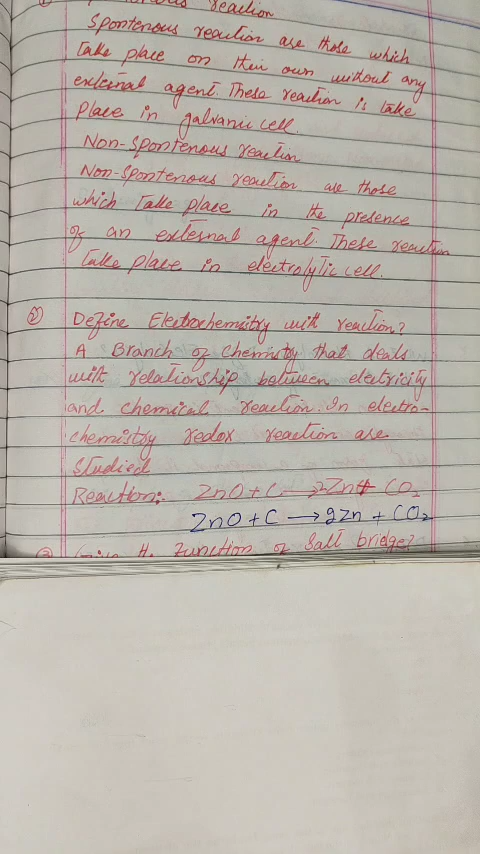 reaction
Spontenous reaction are those which
take place on their own without any
external agent. These reaction is take
place in galvanic cell.
Non-Spontenous reaction
Non-Spontenous reaction are those
which take place in the presence
of an external agent. These reaction
take place in electrolytic cell.
② Define Electrochemistry with reaction?
A Branch of chemistry that deals
with relationship between electricity
and chemical reaction. In electro-
chemistry redox reaction are
studied
Reaction: ZnO + C → 2Zn + CO₂
ZnO + C → 2Zn + CO₂
Function of Salt bridge?